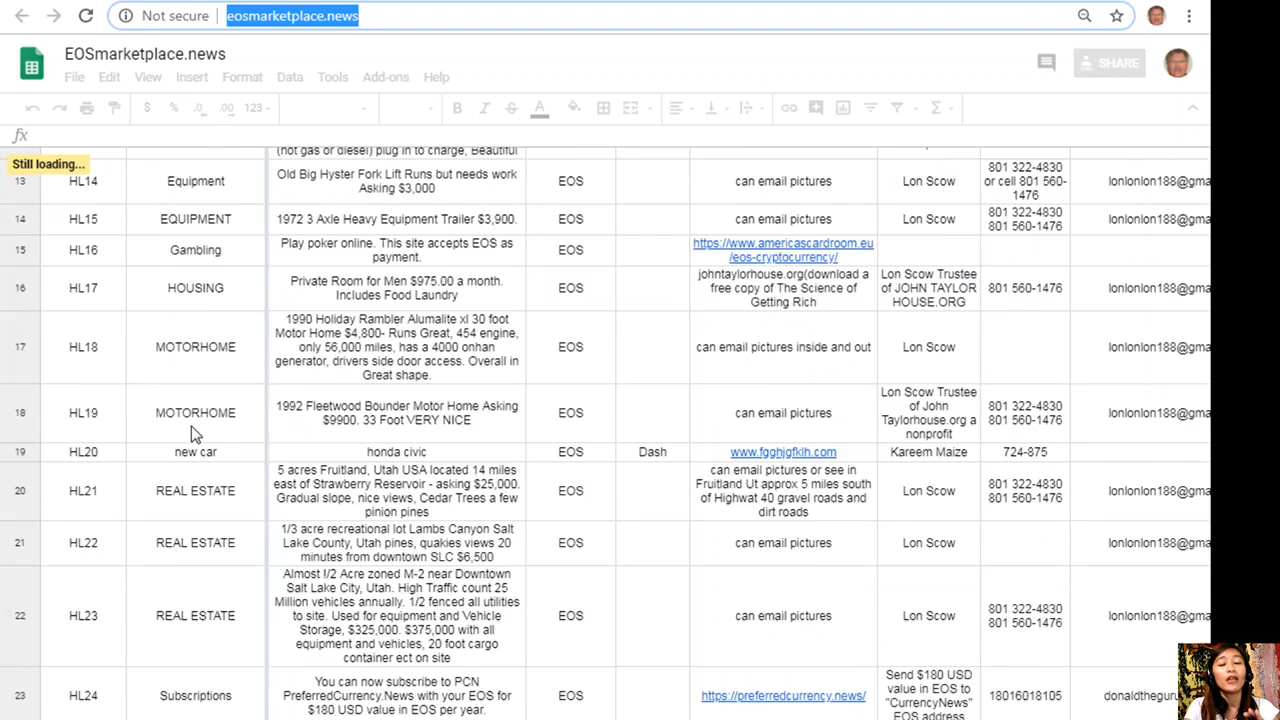 Not secure eosmarketplace.news
EOSmarketplace.news
File Edit View Insert Format Data Tools Add-ons Help
SHARE
$ % .0 .00 123
B I S A
fx
Still loading...
(not gas or diesel) plug in to charge, Beautiful
13 HL14 Equipment
Old Big Hyster Fork Lift Runs but needs work
Asking $3,000
EOS can email pictures Lon Scow
801 322-4830
or cell 801 560-
1476
lonlonlon188@gma
14 HL15 EQUIPMENT 1972 3 Axle Heavy Equipment Trailer $3,900. EOS can email pictures Lon Scow
801 322-4830
801 560-1476
lonlonlon188@gma
15 HL16 Gambling
Play poker online. This site accepts EOS as
payment.
EOS
https://www.americascardroom.eu
/eos-cryptocurrency/
16 HL17 HOUSING
Private Room for Men $975.00 a month.
Includes Food Laundry
EOS
johntaylorhouse.org(download a
free copy of The Science of
Getting Rich
Lon Scow Trustee
of JOHN TAYLOR
HOUSE.ORG
801 560-1476 lonlonlon188@gma
17 HL18 MOTORHOME
1990 Holiday Rambler Alumalite xl 30 foot
Motor Home $4,800- Runs Great, 454 engine,
only 56,000 miles, has a 4000 onhan
generator, drivers side door access. Overall in
Great shape.
EOS can email pictures inside and out Lon Scow lonlonlon188@gma
18 HL19 MOTORHOME
1992 Fleetwood Bounder Motor Home Asking
$9900. 33 Foot VERY NICE
EOS can email pictures
Lon Scow Trustee
of John
Taylorhouse.org a
nonprofit
801 322-4830
801 560-1476
lonlonlon188@gma
19 HL20 new car honda civic EOS Dash www.fgghjgfklh.com Kareem Maize 724-875
20 HL21 REAL ESTATE
5 acres Fruitland, Utah USA located 14 miles
east of Strawberry Reservoir - asking $25,000.
Gradual slope, nice views, Cedar Trees a few
pinion pines
EOS
can email pictures or see in
Fruitland Ut approx 5 miles south
of Highwat 40 gravel roads and
dirt roads
Lon Scow
801 322-4830
801 560-1476
lonlonlon188@gma
21 HL22 REAL ESTATE
1/3 acre recreational lot Lambs Canyon Salt
Lake County, Utah pines, quakies views 20
minutes from downtown SLC $6,500
EOS can email pictures Lon Scow lonlonlon188@gma
22 HL23 REAL ESTATE
Almost !/2 Acre zoned M-2 near Downtown
Salt Lake City, Utah. High Traffic count 25
Million vehicles annually. 1/2 fenced all utilities
to site. Used for equipment and Vehicle
Storage, $325,000. $375,000 with all
equipment and vehicles, 20 foot cargo
container ect on site
EOS can email pictures Lon Scow
801 322-4830
801 560-1476
lonlonlon188@gma
23 HL24 Subscriptions
You can now subscribe to PCN
PreferredCurrency.News with your EOS for
$180 USD value in EOS per year.
EOS https://preferredcurrency.news/
Send $180 USD
value in EOS to
"CurrencyNews"
EOS address
18016018105 donaldthegu